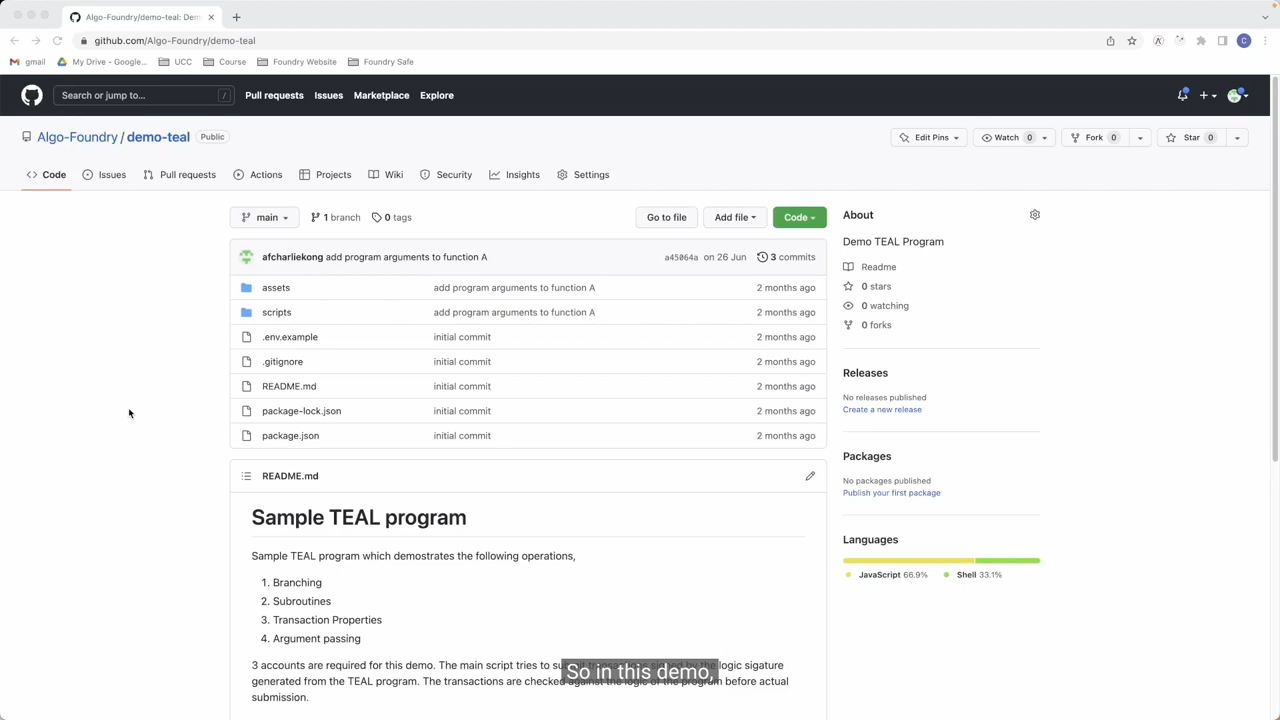 Algo-Foundry/demo-teal: Dem
github.com/Algo-Foundry/demo-teal
C
gmail
My Drive - Google...
UCC
Course
Foundry Website
Foundry Safe
Search or jump to...
/
Pull requests
Issues
Marketplace
Explore
Algo-Foundry / demo-teal
Public
Edit Pins
Watch 0
Fork 0
Star 0
Code
Issues
Pull requests
Actions
Projects
Wiki
Security
Insights
Settings
main
1 branch
0 tags
Go to file
Add file
Code
afcharliekong add program arguments to function A
a45064a on 26 Jun
3 commits
assets add program arguments to function A 2 months ago
scripts add program arguments to function A 2 months ago
.env.example initial commit 2 months ago
.gitignore initial commit 2 months ago
README.md initial commit 2 months ago
package-lock.json initial commit 2 months ago
package.json initial commit 2 months ago
README.md
Sample TEAL program
Sample TEAL program which demostrates the following operations,
1. Branching
2. Subroutines
3. Transaction Properties
4. Argument passing
3 accounts are required for this demo. The main script tries to the logic sigature
generated from the TEAL program. The transactions are checked against the logic of the program before actual
submission.
So in this demo,
About
Demo TEAL Program
Readme
0 stars
0 watching
0 forks
Releases
No releases published
Create a new release
Packages
No packages published
Publish your first package
Languages
JavaScript 66.9%
Shell 33.1%